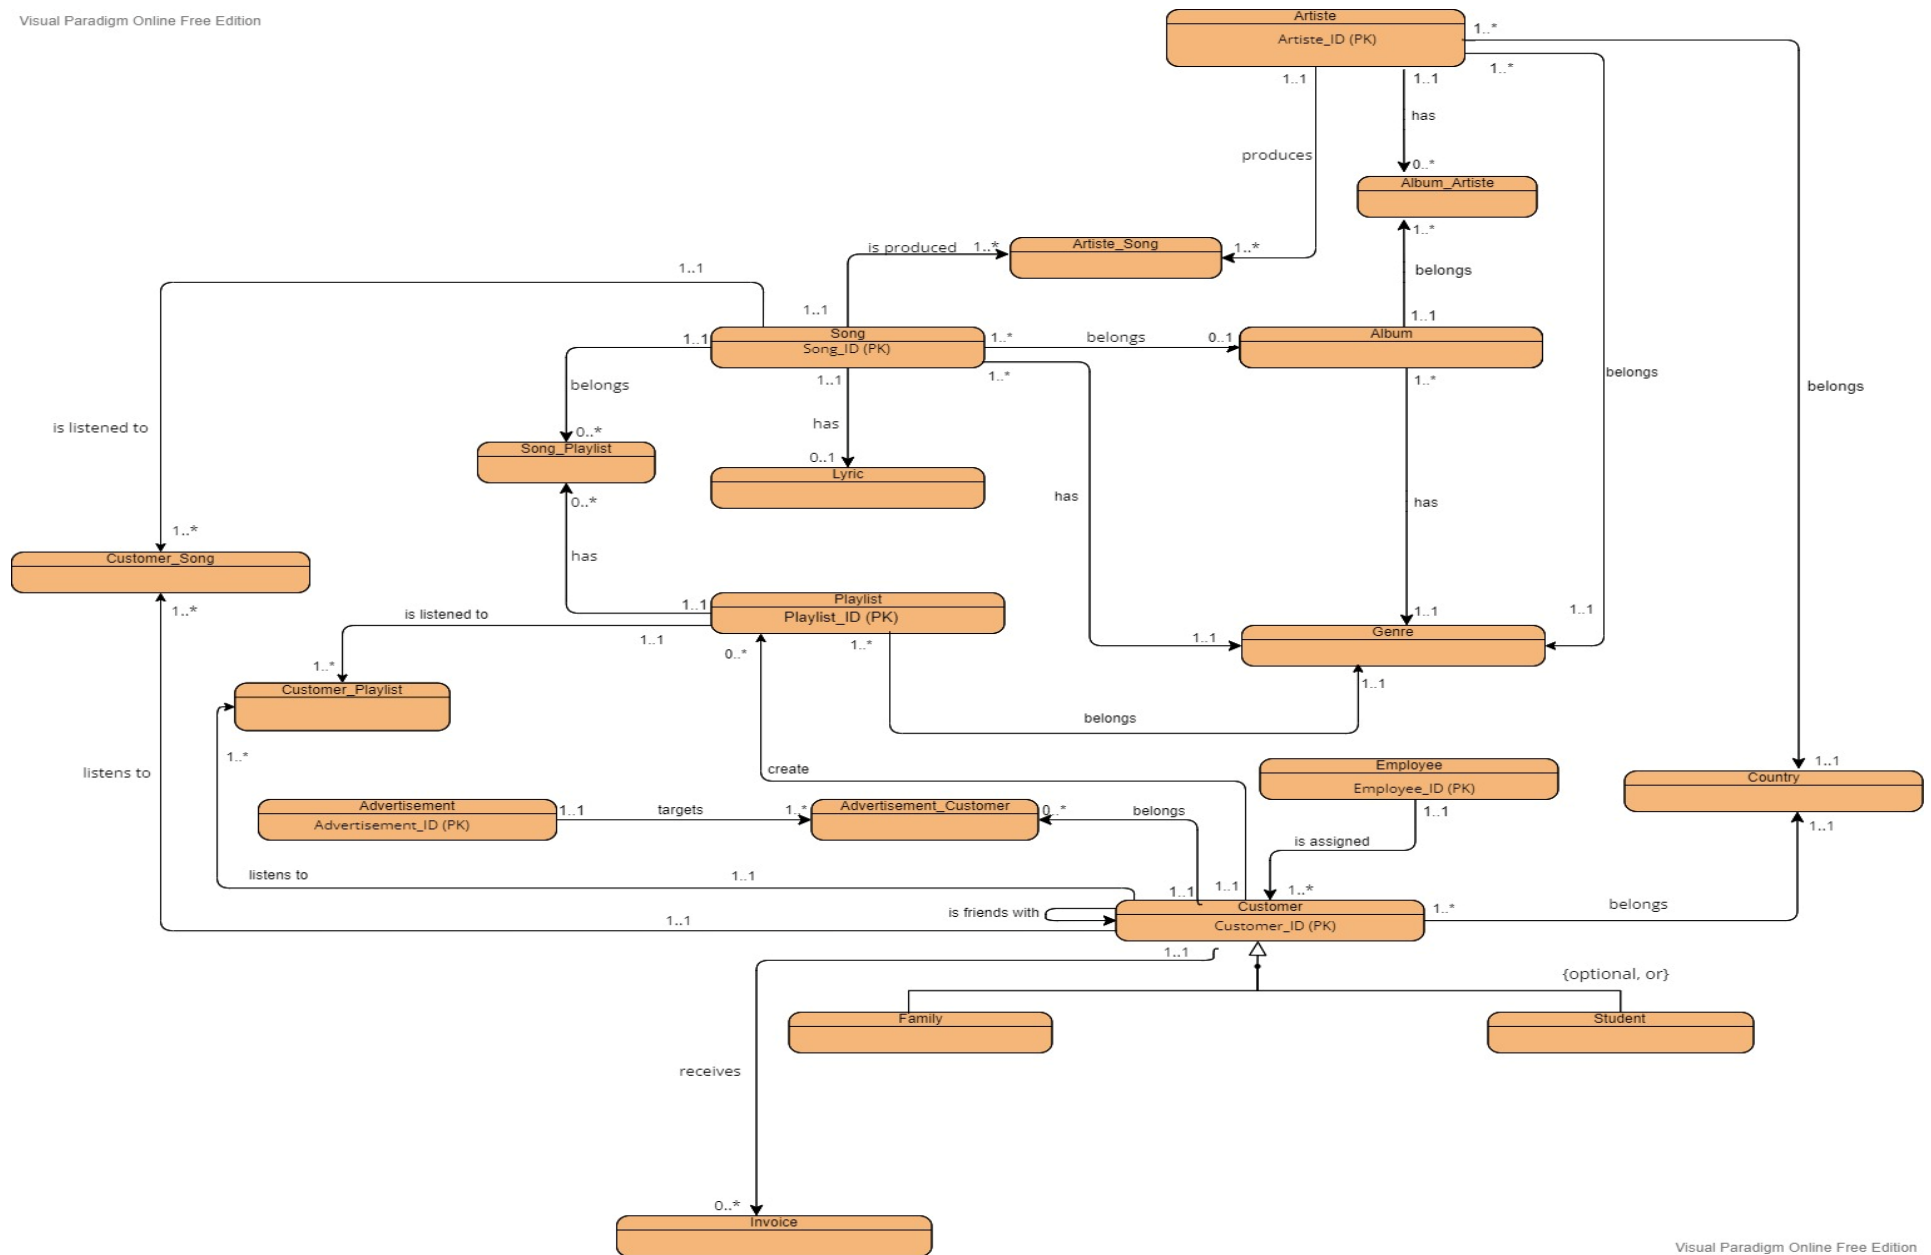 Visual Paradigm Online Free Edition
Artiste
Artiste_ID (PK)
1..*
1..*
1..1
1..1
has
produces
0..*
Album_Artiste
1..*
is produced
1..*
Artiste_Song
1..*
belongs
1..1
1..1
1..1
Song
Song_ID (PK)
1..1
1..*
belongs
0..1
Album
1..1
1..*
1..*
belongs
belongs
belongs
has
is listened to
0..*
Song_Playlist
0..1
Lyric
0..*
has
has
1..*
Customer_Song
1..*
has
Playlist
Playlist_ID (PK)
1..1
is listened to
1..1
0..*
1..*
1..1
1..1
1..1
Genre
1..*
Customer_Playlist
1..1
belongs
1..*
listens to
create
Employee
Employee_ID (PK)
1..1
Country
Advertisement
Advertisement_ID (PK)
1..1
targets
1..*
Advertisement_Customer
0..*
belongs
1..1
1..1
is assigned
listens to
1..1
1..1
1..1
1..*
Customer
Customer_ID (PK)
is friends with
1..1
1..*
belongs
1..1
{optional, or}
Family
Student
receives
0..*
Invoice
Visual Paradigm Online Free Edition